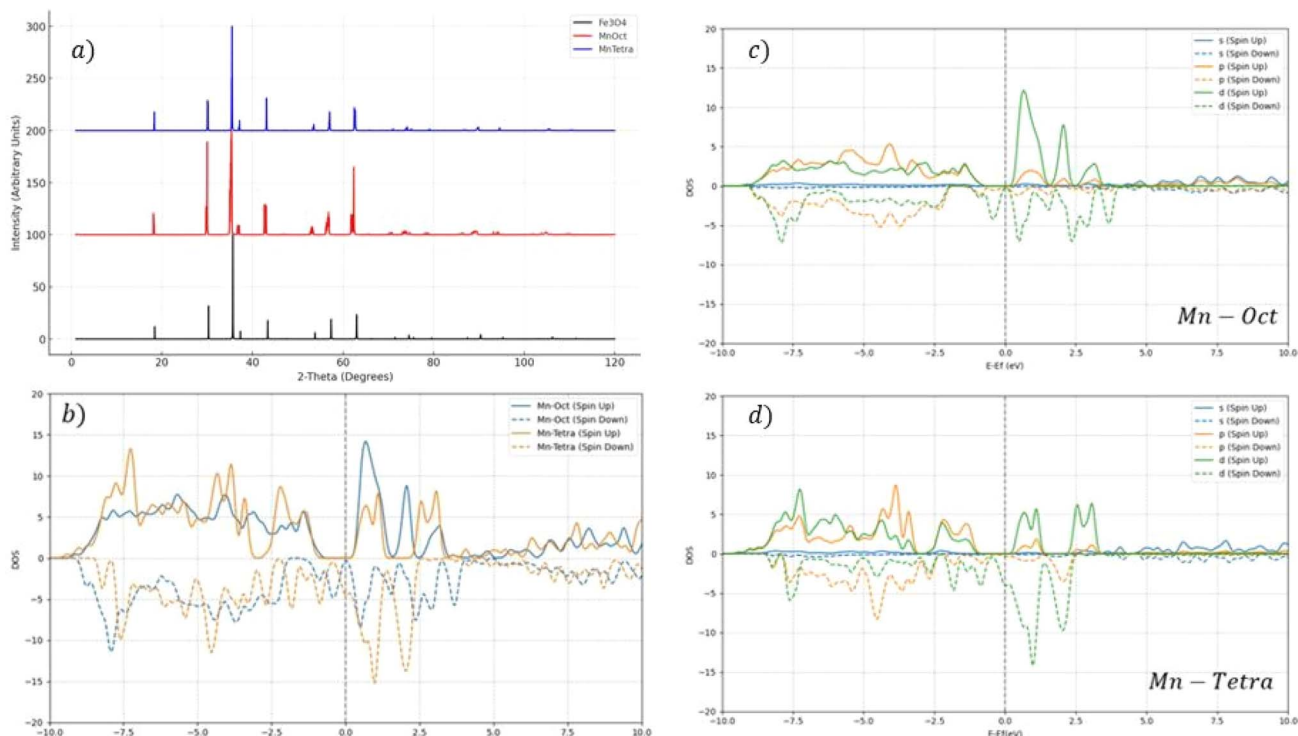 a)
Fe3O4
MnOct
MnTetra
300
250
200
150
100
50
0
Intensity (Arbitrary Units)
0 20 40 60 80 100 120
2-Theta (Degrees)
b)
Mn-Oct (Spin Up)
Mn-Oct (Spin Down)
Mn-Tetra (Spin Up)
Mn-Tetra (Spin Down)
20
15
10
5
0
−5
−10
−15
−20
DOS
−10.0 −7.5 −5.0 −2.5 0.0 2.5 5.0 7.5 10.0
c)
s (Spin Up)
s (Spin Down)
p (Spin Up)
p (Spin Down)
d (Spin Up)
d (Spin Down)
20
15
10
5
0
−5
−10
−15
−20
DOS
Mn − Oct
−10.0 −7.5 −5.0 −2.5 0.0 2.5 5.0 7.5 10.0
E-Ef (eV)
d)
s (Spin Up)
s (Spin Down)
p (Spin Up)
p (Spin Down)
d (Spin Up)
d (Spin Down)
20
15
10
5
0
−5
−10
−15
−20
DOS
Mn − Tetra
−10.0 −7.5 −5.0 −2.5 0.0 2.5 5.0 7.5 10.0
E-Ef(eV)